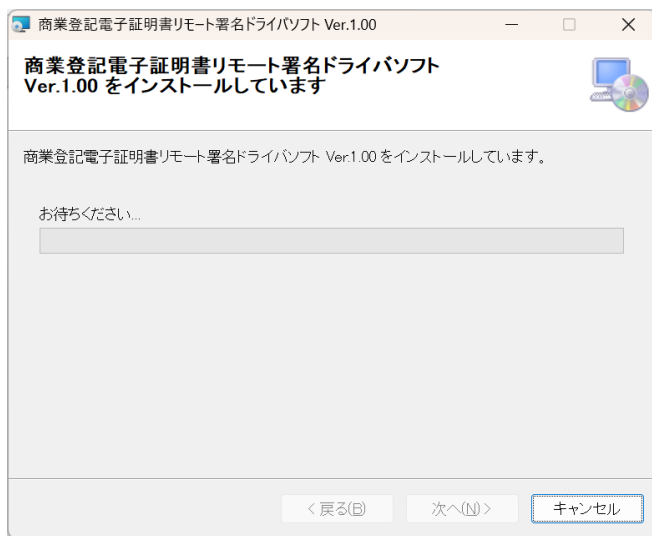 商業登記電子証明書リモート署名ドライバソフト Ver.1.00
商業登記電子証明書リモート署名ドライバソフト
Ver.1.00 をインストールしています
商業登記電子証明書リモート署名ドライバソフト Ver.1.00 をインストールしています。
お待ちください...
< 戻る(B)
次へ(N) >
キャンセル